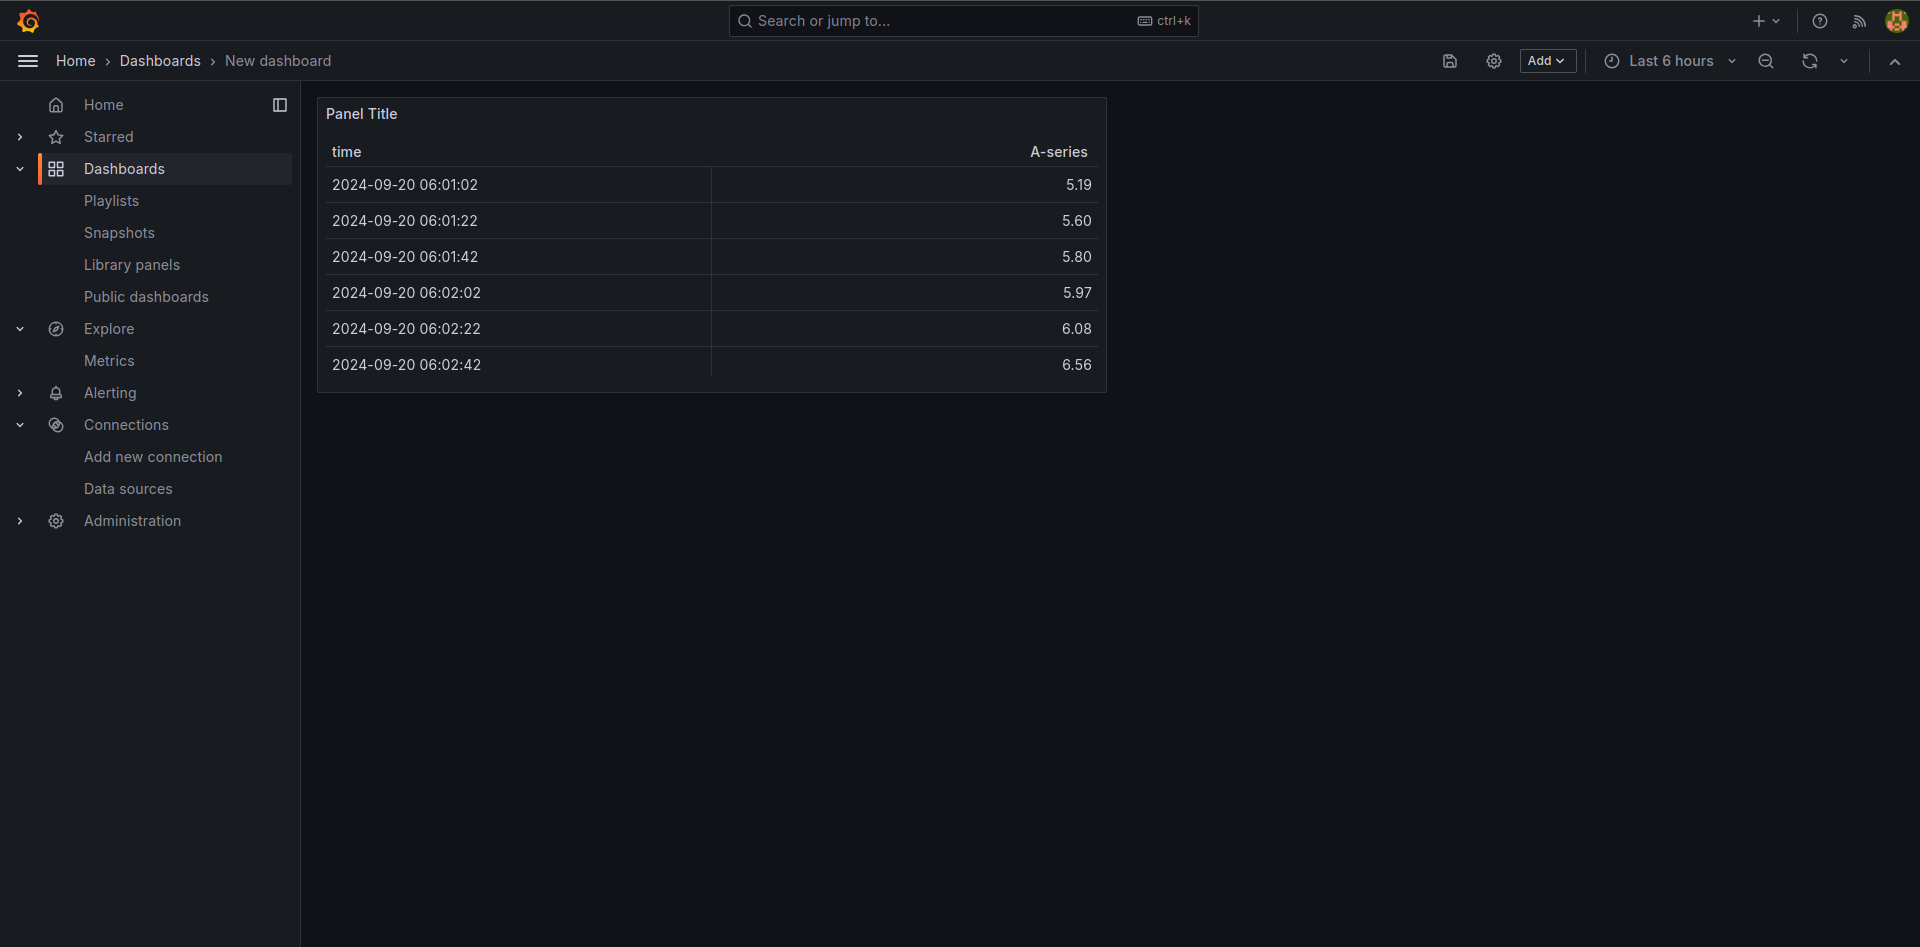 Search or jump to...
ctrl+k
Home › Dashboards › New dashboard
Add
Last 6 hours
Home
Starred
Dashboards
Playlists
Snapshots
Library panels
Public dashboards
Explore
Metrics
Alerting
Connections
Add new connection
Data sources
Administration
Panel Title
time A-series
2024-09-20 06:01:02 5.19
2024-09-20 06:01:22 5.60
2024-09-20 06:01:42 5.80
2024-09-20 06:02:02 5.97
2024-09-20 06:02:22 6.08
2024-09-20 06:02:42 6.56